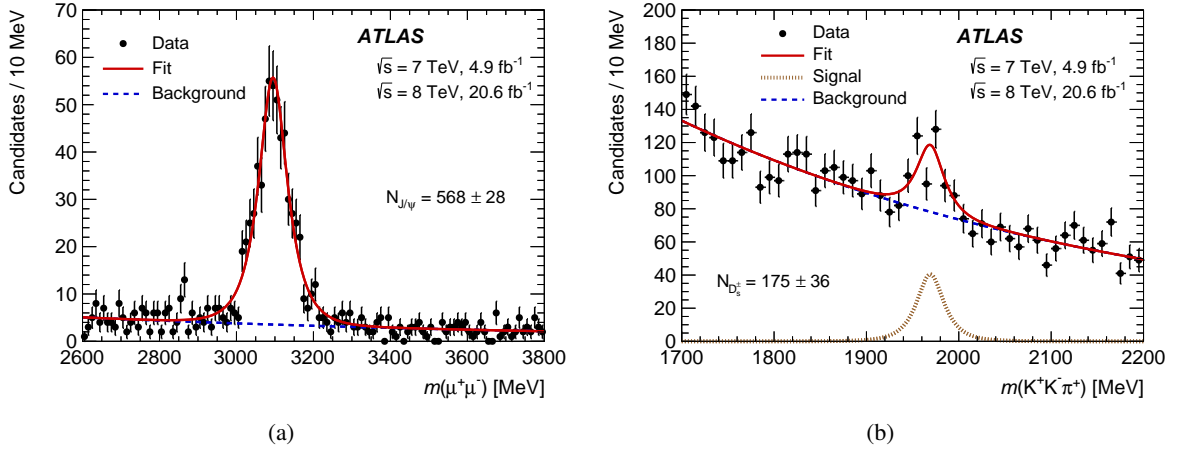 Candidates / 10 MeV
70
60
50
40
30
20
10
0
2600 2800 3000 3200 3400 3600 3800
m(μ⁺μ⁻) [MeV]
Data
Fit
Background
ATLAS
√s = 7 TeV, 4.9 fb⁻¹
√s = 8 TeV, 20.6 fb⁻¹
N_J/ψ = 568 ± 28
(a)
Candidates / 10 MeV
200
180
160
140
120
100
80
60
40
20
0
1700 1800 1900 2000 2100 2200
m(K⁺K⁻π⁺) [MeV]
Data
Fit
Signal
Background
ATLAS
√s = 7 TeV, 4.9 fb⁻¹
√s = 8 TeV, 20.6 fb⁻¹
N_D_s^± = 175 ± 36
(b)